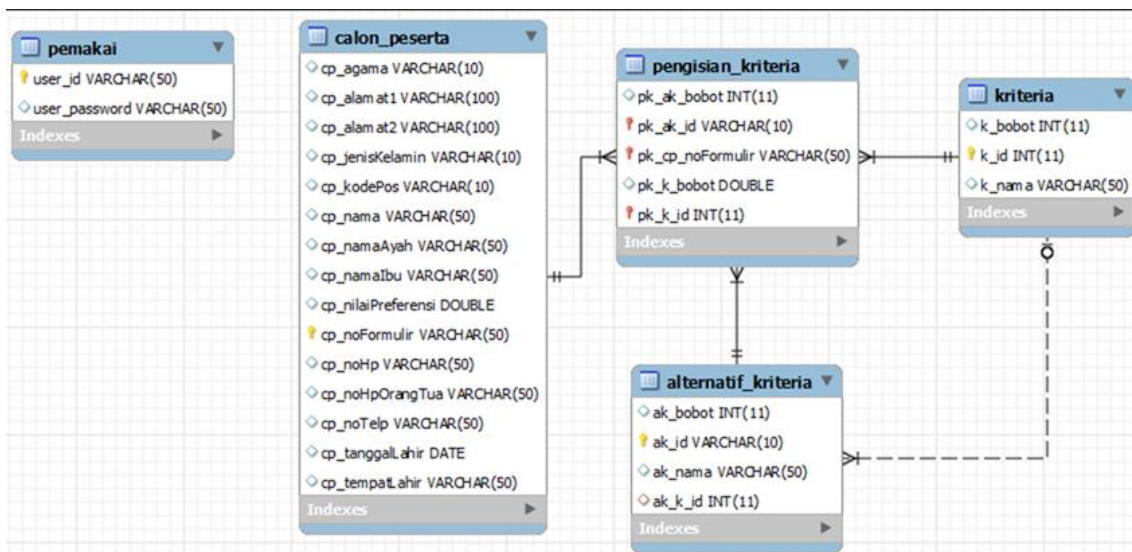 pemakai
user_id VARCHAR(50)
user_password VARCHAR(50)
Indexes
calon_peserta
cp_agama VARCHAR(10)
cp_alamat1 VARCHAR(100)
cp_alamat2 VARCHAR(100)
cp_jenisKelamin VARCHAR(10)
cp_kodePos VARCHAR(10)
cp_nama VARCHAR(50)
cp_namaAyah VARCHAR(50)
cp_namaIbu VARCHAR(50)
cp_nilaiPreferensi DOUBLE
cp_noFormulir VARCHAR(50)
cp_noHp VARCHAR(50)
cp_noHpOrangTua VARCHAR(50)
cp_noTelp VARCHAR(50)
cp_tanggalLahir DATE
cp_tempatLahir VARCHAR(50)
Indexes
pengisian_kriteria
pk_ak_bobot INT(11)
pk_ak_id VARCHAR(10)
pk_cp_noFormulir VARCHAR(50)
pk_k_bobot DOUBLE
pk_k_id INT(11)
Indexes
kriteria
k_bobot INT(11)
k_id INT(11)
k_nama VARCHAR(50)
Indexes
alternatif_kriteria
ak_bobot INT(11)
ak_id VARCHAR(10)
ak_nama VARCHAR(50)
ak_k_id INT(11)
Indexes